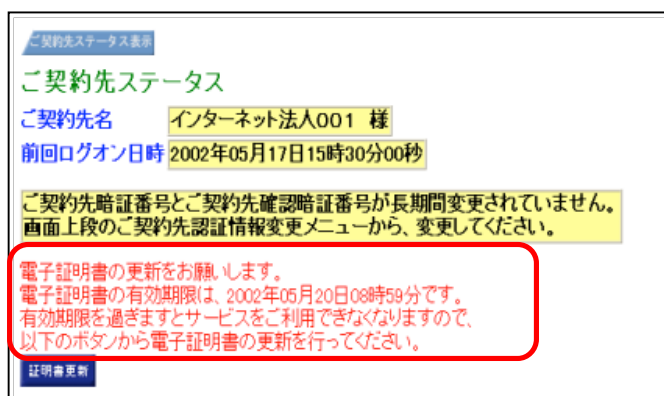 ご契約先ステータス表示
ご契約先ステータス
ご契約先名 インターネット法人001 様
前回ログオン日時 2002年05月17日15時30分00秒
ご契約先暗証番号とご契約先確認暗証番号が長期間変更されていません。
画面上段のご契約先認証情報変更メニューから、変更してください。
電子証明書の更新をお願いします。
電子証明書の有効期限は、2002年05月20日08時59分です。
有効期限を過ぎますとサービスをご利用できなくなりますので、
以下のボタンから電子証明書の更新を行ってください。
証明書更新